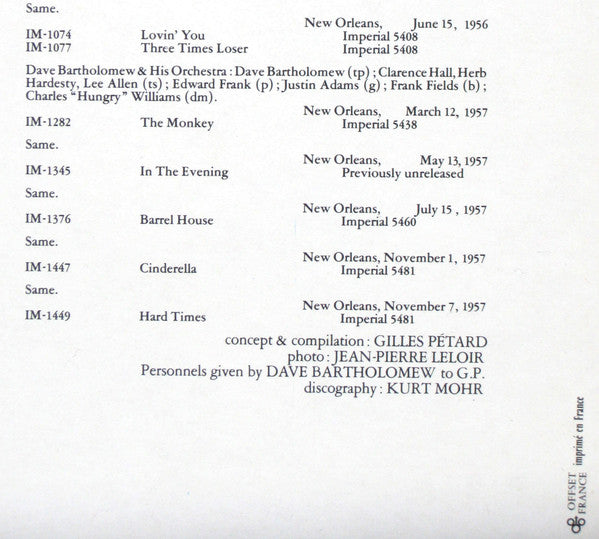 Same.
New Orleans, June 15, 1956
IM-1074 Lovin' You Imperial 5408
IM-1077 Three Times Loser Imperial 5408
Dave Bartholomew & His Orchestra : Dave Bartholomew (tp) ; Clarence Hall, Herb
Hardesty, Lee Allen (ts) ; Edward Frank (p) ; Justin Adams (g) ; Frank Fields (b) ;
Charles "Hungry" Williams (dm).
New Orleans, March 12, 1957
IM-1282 The Monkey Imperial 5438
Same.
New Orleans, May 13, 1957
IM-1345 In The Evening Previously unreleased
Same.
New Orleans, July 15 , 1957
IM-1376 Barrel House Imperial 5460
Same.
New Orleans, November 1, 1957
IM-1447 Cinderella Imperial 5481
Same.
New Orleans, November 7, 1957
IM-1449 Hard Times Imperial 5481
concept & compilation : GILLES PÉTARD
photo : JEAN-PIERRE LELOIR
Personnels given by DAVE BARTHOLOMEW to G.P.
discography : KURT MOHR
OFFSET
FRANCE imprimé en France